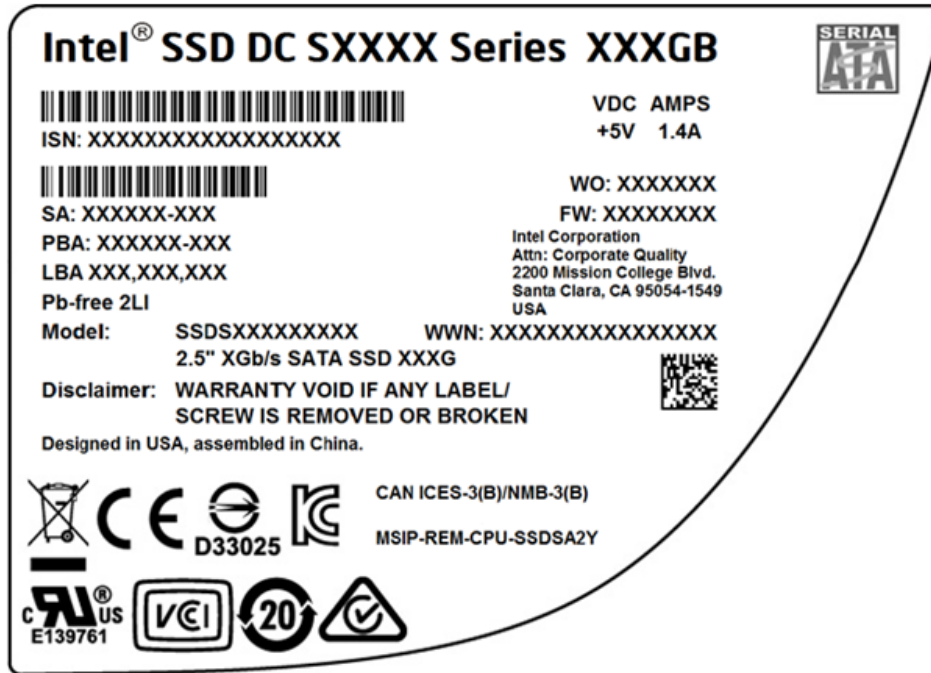 Intel® SSD DC SXXXX Series XXXGB
SERIAL
ATA
VDC AMPS
+5V 1.4A
ISN: XXXXXXXXXXXXXXXXXX
WO: XXXXXXX
SA: XXXXXX-XXX
FW: XXXXXXXX
PBA: XXXXXX-XXX
LBA XXX,XXX,XXX
Pb-free 2LI
Intel Corporation
Attn: Corporate Quality
2200 Mission College Blvd.
Santa Clara, CA 95054-1549
USA
Model: SSDSXXXXXXXXX WWN: XXXXXXXXXXXXXXXX
2.5" XGb/s SATA SSD XXXG
Disclaimer: WARRANTY VOID IF ANY LABEL/
SCREW IS REMOVED OR BROKEN
Designed in USA, assembled in China.
CE
D33025
KC
CAN ICES-3(B)/NMB-3(B)
MSIP-REM-CPU-SSDSA2Y
c RU® US
E139761
VCI
20